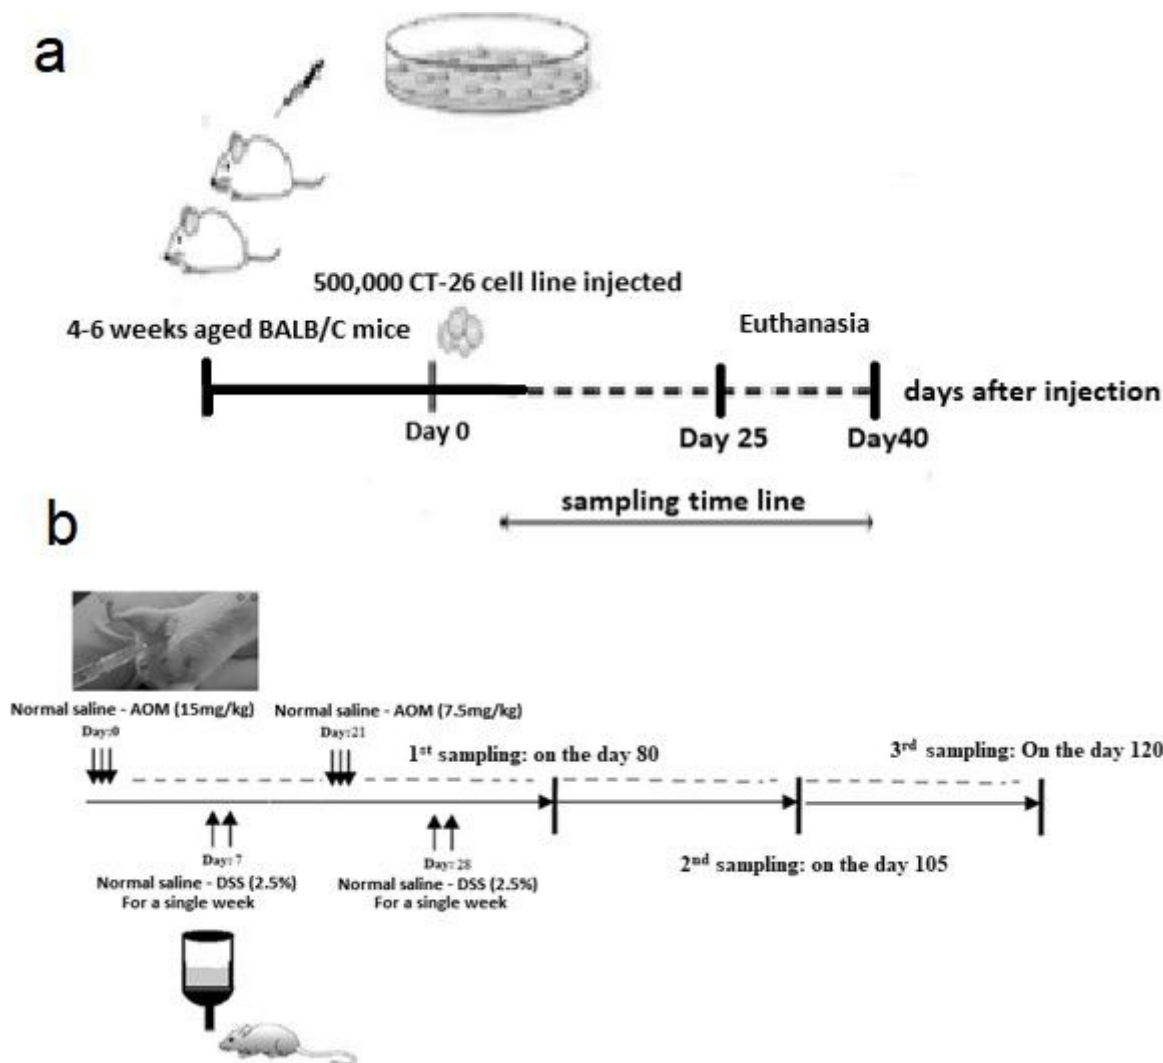 a
500,000 CT-26 cell line injected
4-6 weeks aged BALB/C mice
Euthanasia
days after injection
Day 0
Day 25
Day40
sampling time line
b
Normal saline - AOM (15mg/kg)
Day:0
Normal saline - AOM (7.5mg/kg)
Day:21
1st sampling: on the day 80
3rd sampling: On the day 120
Day:7
Normal saline - DSS (2.5%)
For a single week
Day:28
Normal saline - DSS (2.5%)
For a single week
2nd sampling: on the day 105